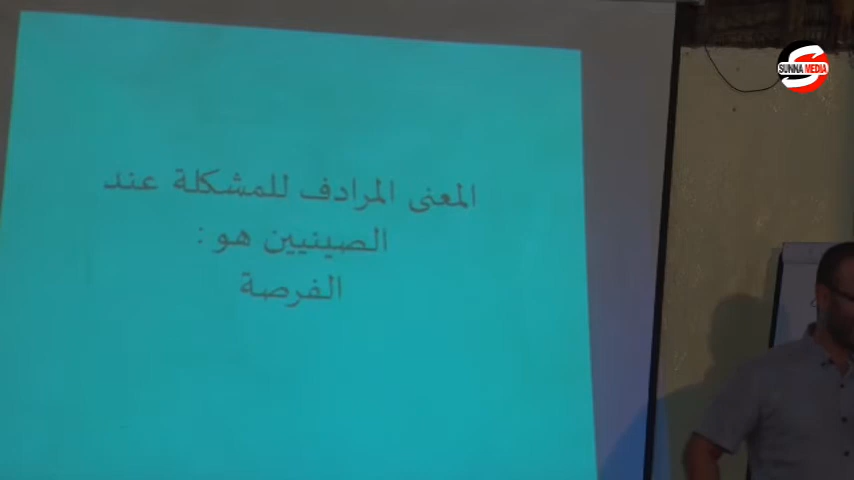 المعنى المرادف للمشكلة عند
الصينيين هو :
الفرصة
SUNNA MEDIA